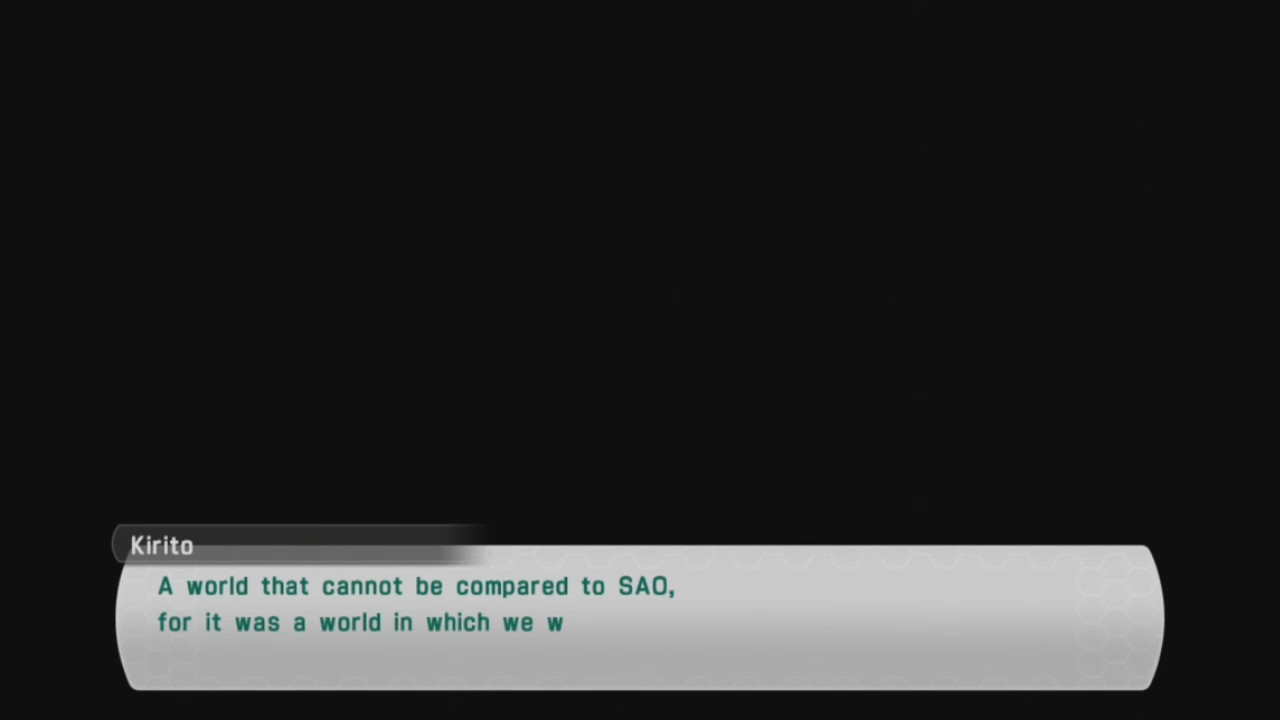 Kirito
A world that cannot be compared to SAO,
for it was a world in which we w